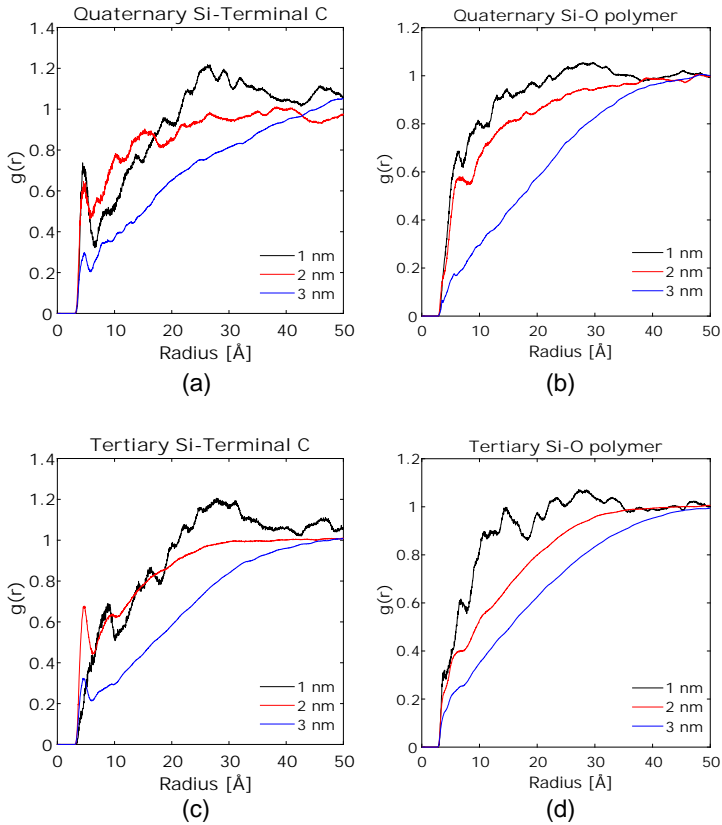 Quaternary Si-Terminal C
1.4
1.2
1
0.8
0.6
0.4
0.2
0
g(r)
1 nm
2 nm
3 nm
0 10 20 30 40 50
Radius [Å]
(a)
Quaternary Si-O polymer
1.2
1
0.8
0.6
0.4
0.2
0
g(r)
1 nm
2 nm
3 nm
0 10 20 30 40 50
Radius [Å]
(b)
Tertiary Si-Terminal C
1.4
1.2
1
0.8
0.6
0.4
0.2
0
g(r)
1 nm
2 nm
3 nm
0 10 20 30 40 50
Radius [Å]
(c)
Tertiary Si-O polymer
1.2
1
0.8
0.6
0.4
0.2
0
g(r)
1 nm
2 nm
3 nm
0 10 20 30 40 50
Radius [Å]
(d)